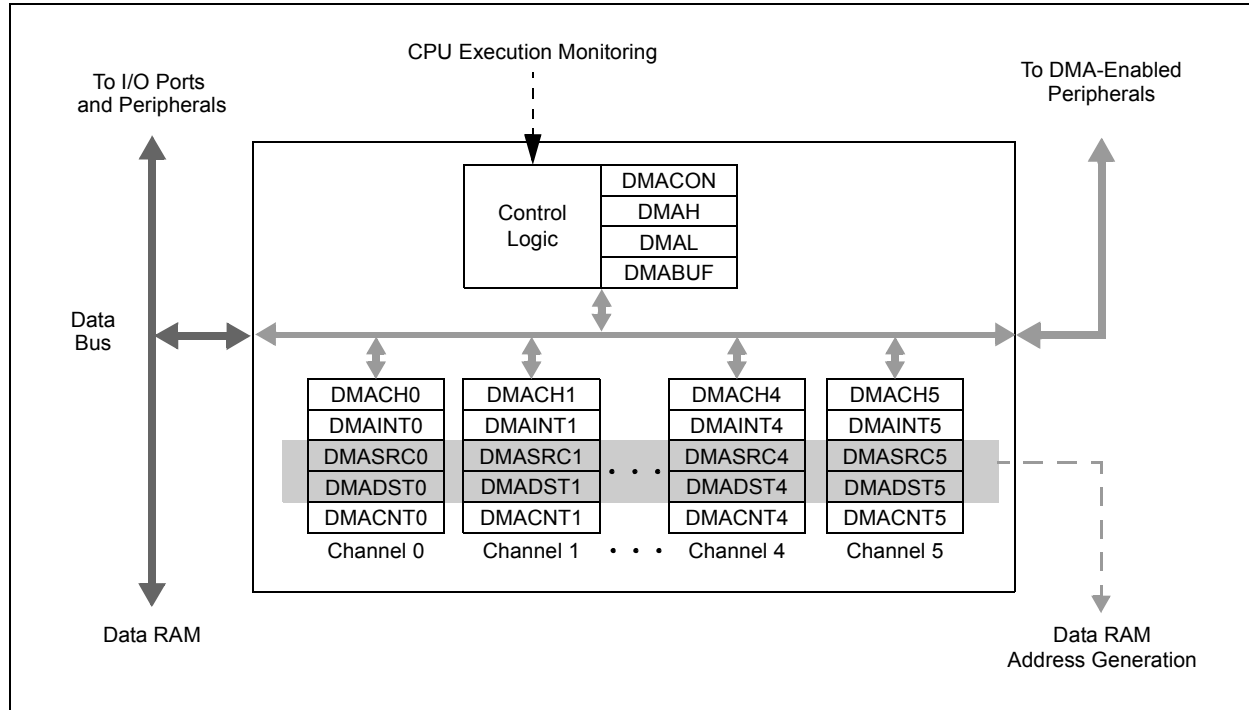 CPU Execution Monitoring
To I/O Ports
and Peripherals
To DMA-Enabled
Peripherals
Control
Logic
DMACON
DMAH
DMAL
DMABUF
Data
Bus
DMACH0
DMAINT0
DMASRC0
DMADST0
DMACNT0
Channel 0
DMACH1
DMAINT1
DMASRC1
DMADST1
DMACNT1
Channel 1
• • •
• • •
DMACH4
DMAINT4
DMASRC4
DMADST4
DMACNT4
Channel 4
DMACH5
DMAINT5
DMASRC5
DMADST5
DMACNT5
Channel 5
Data RAM
Data RAM
Address Generation